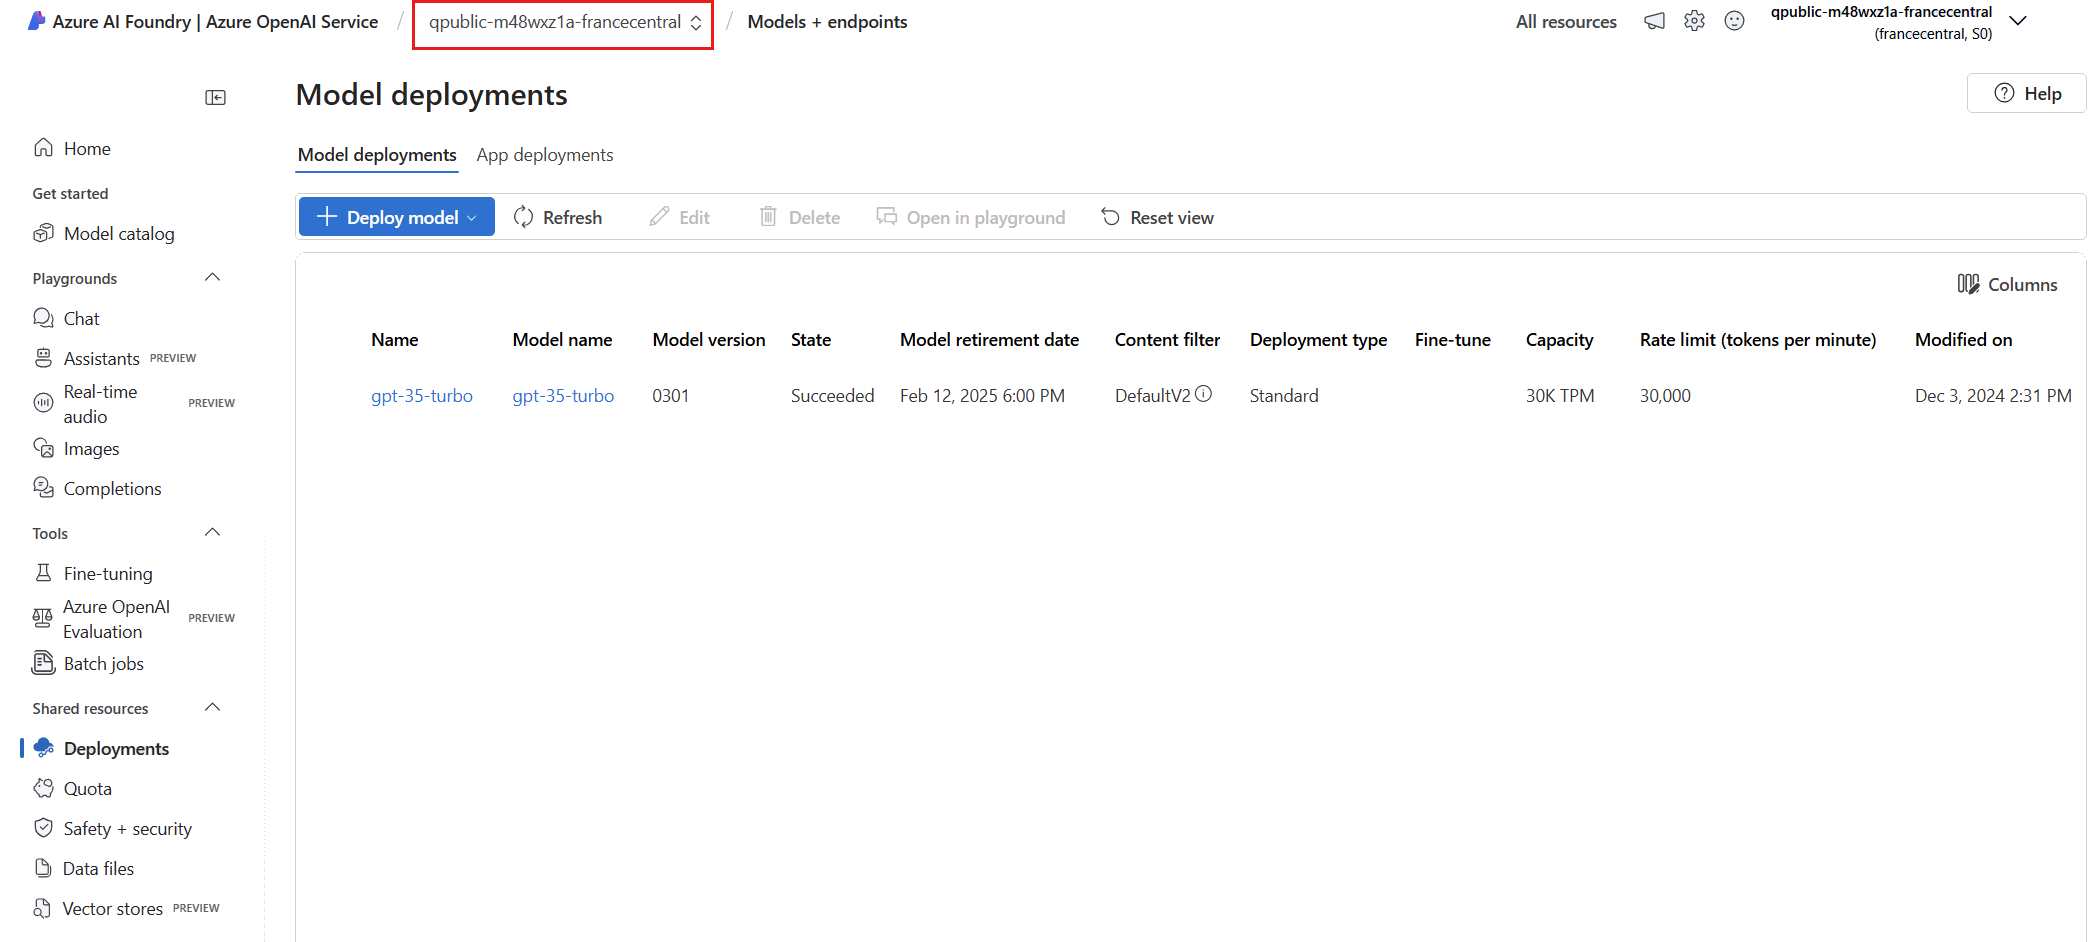 Azure AI Foundry | Azure OpenAI Service / qpublic-m48wxz1a-francecentral / Models + endpoints
All resources
qpublic-m48wxz1a-francecentral
(francecentral, S0)
Model deployments
Help
Model deployments App deployments
Deploy model Refresh Edit Delete Open in playground Reset view
Columns
Name Model name Model version State Model retirement date Content filter Deployment type Fine-tune Capacity Rate limit (tokens per minute) Modified on
gpt-35-turbo gpt-35-turbo 0301 Succeeded Feb 12, 2025 6:00 PM DefaultV2 Standard 30K TPM 30,000 Dec 3, 2024 2:31 PM
Home
Get started
Model catalog
Playgrounds
Chat
Assistants PREVIEW
Real-time
audio PREVIEW
Images
Completions
Tools
Fine-tuning
Azure OpenAI
Evaluation PREVIEW
Batch jobs
Shared resources
Deployments
Quota
Safety + security
Data files
Vector stores PREVIEW